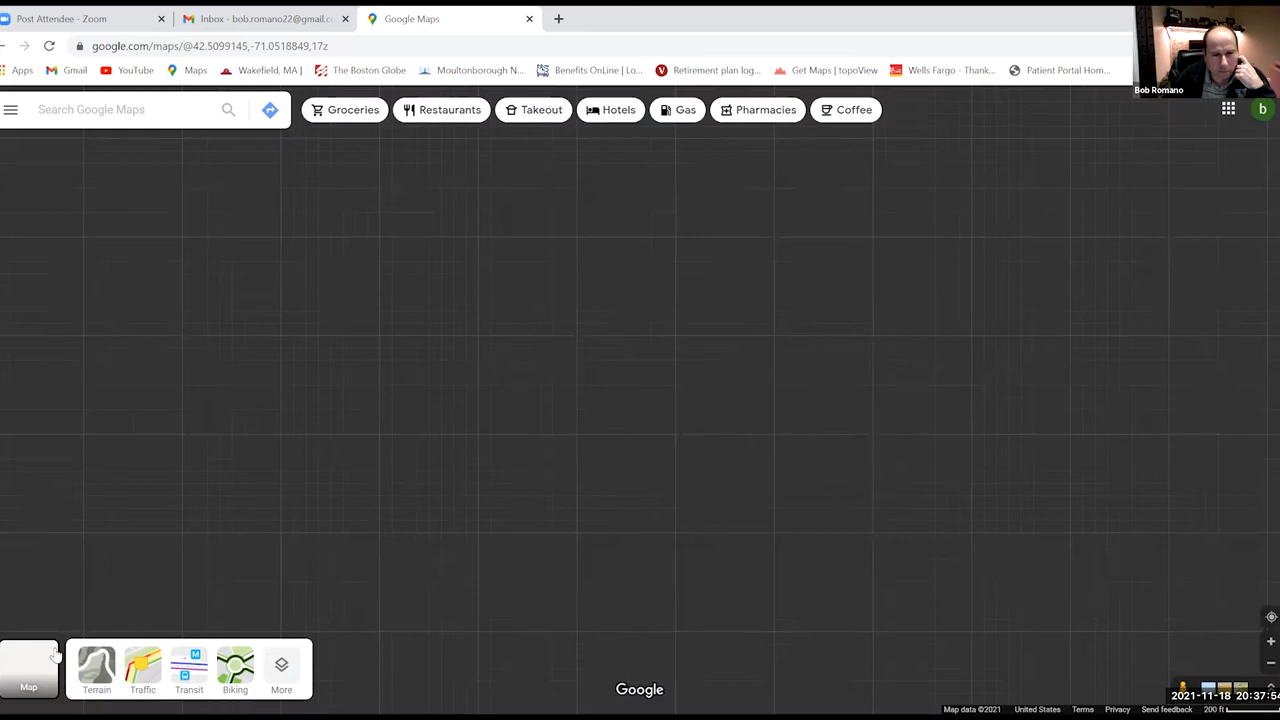 Post Attendee - Zoom
Inbox - bob.romano22@gmail.c
Google Maps
google.com/maps/@42.5099145,-71.0518849,17z
Apps
Gmail
YouTube
Maps
Wakefield, MA |
The Boston Globe
Moultonborough N...
Benefits OnLine | Lo...
Retirement plan log...
Get Maps | topoView
Wells Fargo - Thank...
Patient Portal Hom...
Bob Romano
Search Google Maps
Groceries
Restaurants
Takeout
Hotels
Gas
Pharmacies
Coffee
b
Map
Terrain
Traffic
M
Transit
Biking
More
Google
2021-11-18 20:37:54
Map data ©2021
United States
Terms
Privacy
Send feedback
200 ft